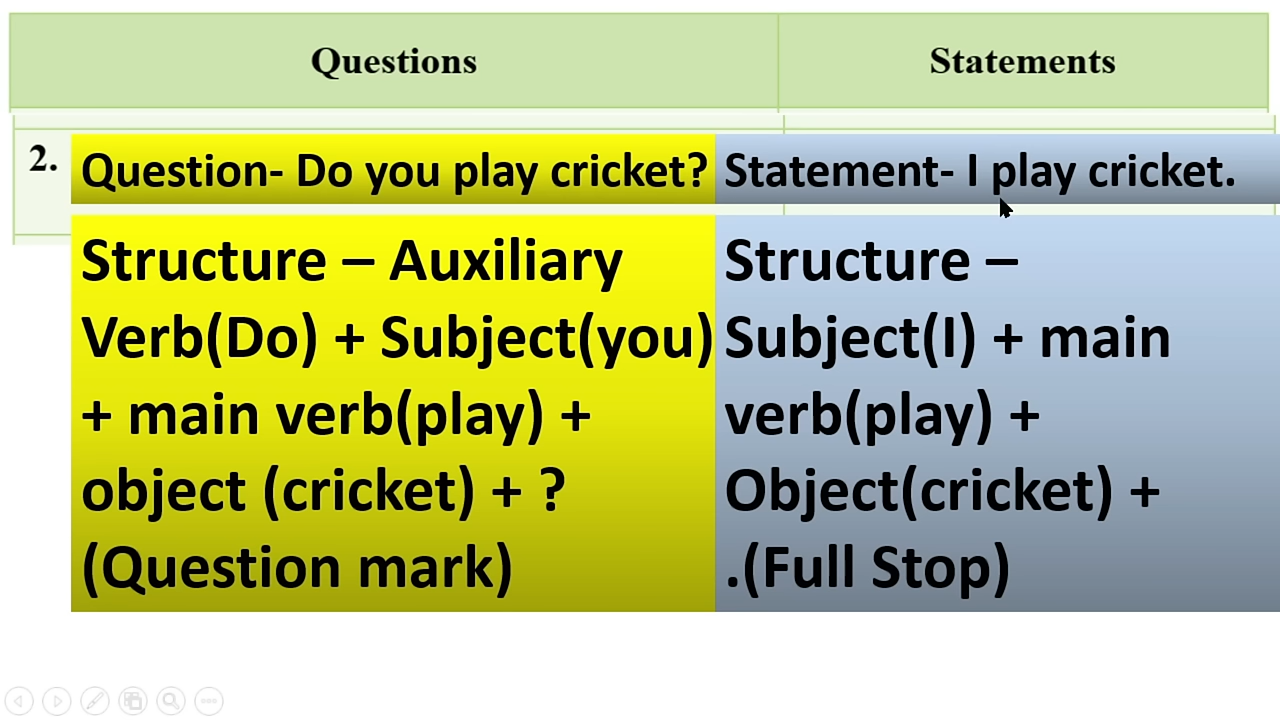 Questions
Statements
2.
Question- Do you play cricket?
Statement- I play cricket.
Structure – Auxiliary
Verb(Do) + Subject(you)
+ main verb(play) +
object (cricket) + ?
(Question mark)
Structure –
Subject(I) + main
verb(play) +
Object(cricket) +
.(Full Stop)